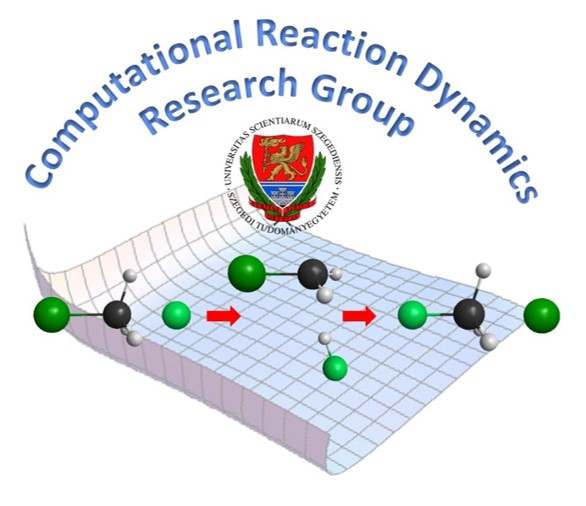 Computational Reaction Dynamics
Research Group
· UNIVERSITAS SCIENTIARUM SZEGEDIENSIS ·
SZEGEDI TUDOMÁNYEGYETEM